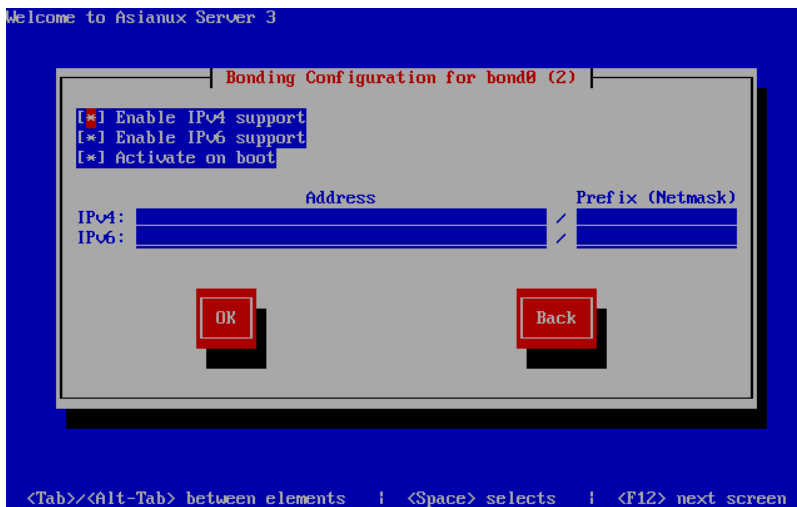 Welcome to Asianux Server 3
Bonding Configuration for bond0 (2)
[*] Enable IPv4 support
[*] Enable IPv6 support
[*] Activate on boot
Address Prefix (Netmask)
IPv4: /
IPv6: /
OK Back
<Tab>/<Alt-Tab> between elements | <Space> selects | <F12> next screen